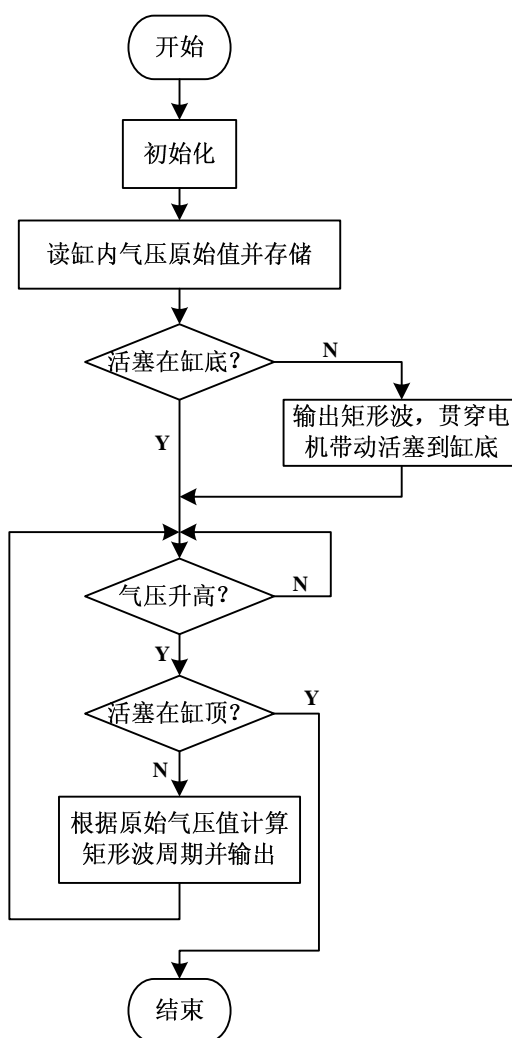 开始
初始化
读缸内气压原始值并存储
活塞在缸底？
N
输出矩形波，贯穿电
机带动活塞到缸底
Y
气压升高？
N
Y
活塞在缸顶？
Y
N
根据原始气压值计算
矩形波周期并输出
结束